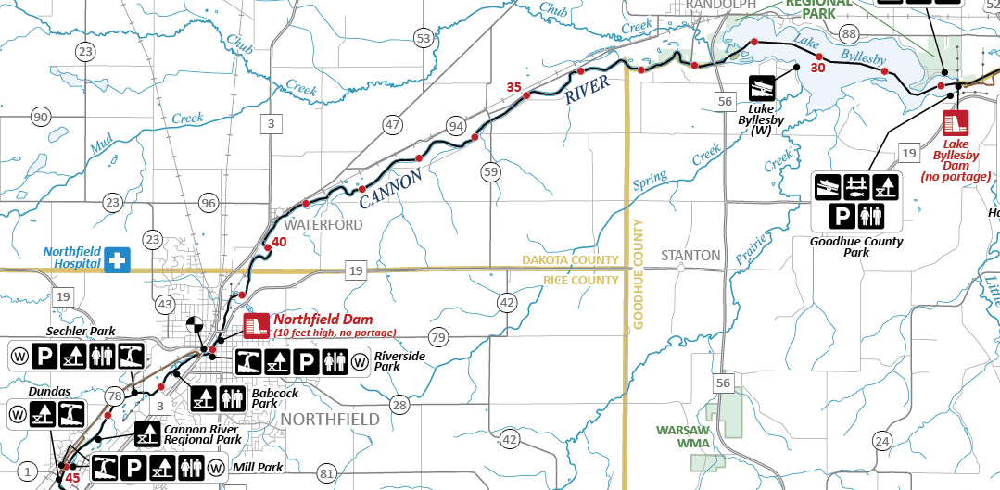 Chub
Creek
RANDOLPH
REGIONAL
PARK
52
23
53
Chub
Creek
88
Lake
Byllesby
30
35
RIVER
Lake
Byllesby
(W)
56
90
Creek
Mud
3
47
94
19
Lake
Byllesby
Dam
(no portage)
59
Spring
Creek
Creek
P
Goodhue County
Park
CANNON
23
96
WATERFORD
23
40
Northfield
Hospital
19
DAKOTA COUNTY
RICE COUNTY
GOODHUE COUNTY
STANTON
Prairie
Little
19
43
42
Northfield Dam
(10 feet high, no portage)
Sechler Park
W P
79
P W
Riverside
Park
56
Dundas
W
78
3
Babcock
Park
28
NORTHFIELD
Cannon River
Regional Park
WARSAW
WMA
42
24
P W
Mill Park
1
45
81